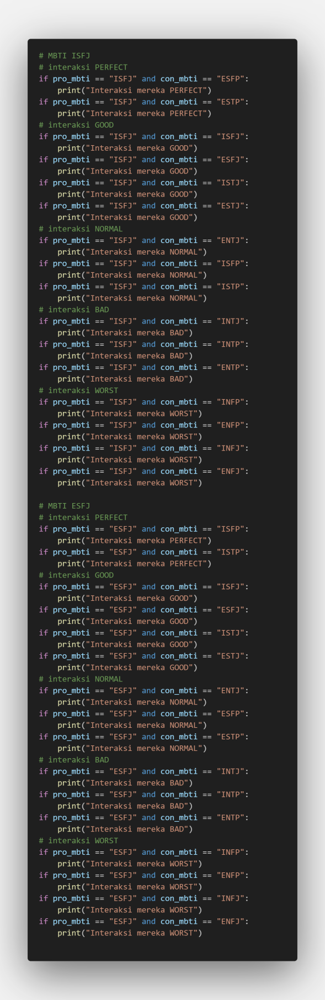 # MBTI ISFJ
# interaksi PERFECT
if pro_mbti == "ISFJ" and con_mbti == "ESFP":
    print("Interaksi mereka PERFECT")
if pro_mbti == "ISFJ" and con_mbti == "ESTP":
    print("Interaksi mereka PERFECT")
# interaksi GOOD
if pro_mbti == "ISFJ" and con_mbti == "ISFJ":
    print("Interaksi mereka GOOD")
if pro_mbti == "ISFJ" and con_mbti == "ESFJ":
    print("Interaksi mereka GOOD")
if pro_mbti == "ISFJ" and con_mbti == "ISTJ":
    print("Interaksi mereka GOOD")
if pro_mbti == "ISFJ" and con_mbti == "ESTJ":
    print("Interaksi mereka GOOD")
# interaksi NORMAL
if pro_mbti == "ISFJ" and con_mbti == "ENTJ":
    print("Interaksi mereka NORMAL")
if pro_mbti == "ISFJ" and con_mbti == "ISFP":
    print("Interaksi mereka NORMAL")
if pro_mbti == "ISFJ" and con_mbti == "ISTP":
    print("Interaksi mereka NORMAL")
# interaksi BAD
if pro_mbti == "ISFJ" and con_mbti == "INTJ":
    print("Interaksi mereka BAD")
if pro_mbti == "ISFJ" and con_mbti == "INTP":
    print("Interaksi mereka BAD")
if pro_mbti == "ISFJ" and con_mbti == "ENTP":
    print("Interaksi mereka BAD")
# interaksi WORST
if pro_mbti == "ISFJ" and con_mbti == "INFP":
    print("Interaksi mereka WORST")
if pro_mbti == "ISFJ" and con_mbti == "ENFP":
    print("Interaksi mereka WORST")
if pro_mbti == "ISFJ" and con_mbti == "INFJ":
    print("Interaksi mereka WORST")
if pro_mbti == "ISFJ" and con_mbti == "ENFJ":
    print("Interaksi mereka WORST")

# MBTI ESFJ
# interaksi PERFECT
if pro_mbti == "ESFJ" and con_mbti == "ISFP":
    print("Interaksi mereka PERFECT")
if pro_mbti == "ESFJ" and con_mbti == "ISTP":
    print("Interaksi mereka PERFECT")
# interaksi GOOD
if pro_mbti == "ESFJ" and con_mbti == "ISFJ":
    print("Interaksi mereka GOOD")
if pro_mbti == "ESFJ" and con_mbti == "ESFJ":
    print("Interaksi mereka GOOD")
if pro_mbti == "ESFJ" and con_mbti == "ISTJ":
    print("Interaksi mereka GOOD")
if pro_mbti == "ESFJ" and con_mbti == "ESTJ":
    print("Interaksi mereka GOOD")
# interaksi NORMAL
if pro_mbti == "ESFJ" and con_mbti == "ENTJ":
    print("Interaksi mereka NORMAL")
if pro_mbti == "ESFJ" and con_mbti == "ESFP":
    print("Interaksi mereka NORMAL")
if pro_mbti == "ESFJ" and con_mbti == "ESTP":
    print("Interaksi mereka NORMAL")
# interaksi BAD
if pro_mbti == "ESFJ" and con_mbti == "INTJ":
    print("Interaksi mereka BAD")
if pro_mbti == "ESFJ" and con_mbti == "INTP":
    print("Interaksi mereka BAD")
if pro_mbti == "ESFJ" and con_mbti == "ENTP":
    print("Interaksi mereka BAD")
# interaksi WORST
if pro_mbti == "ESFJ" and con_mbti == "INFP":
    print("Interaksi mereka WORST")
if pro_mbti == "ESFJ" and con_mbti == "ENFP":
    print("Interaksi mereka WORST")
if pro_mbti == "ESFJ" and con_mbti == "INFJ":
    print("Interaksi mereka WORST")
if pro_mbti == "ESFJ" and con_mbti == "ENFJ":
    print("Interaksi mereka WORST")